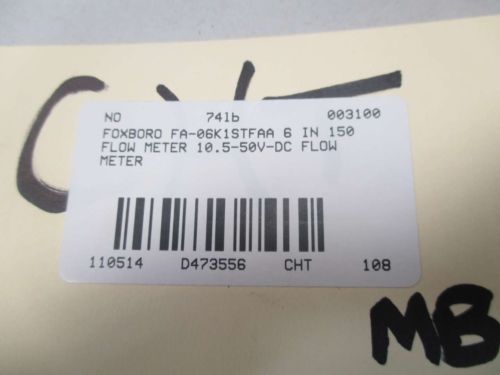 NO 74lb 003100
FOXBORO FA-06K1STFAA 6 IN 150
FLOW METER 10.5-50V-DC FLOW
METER
110514 D473556 CHT 108
MB